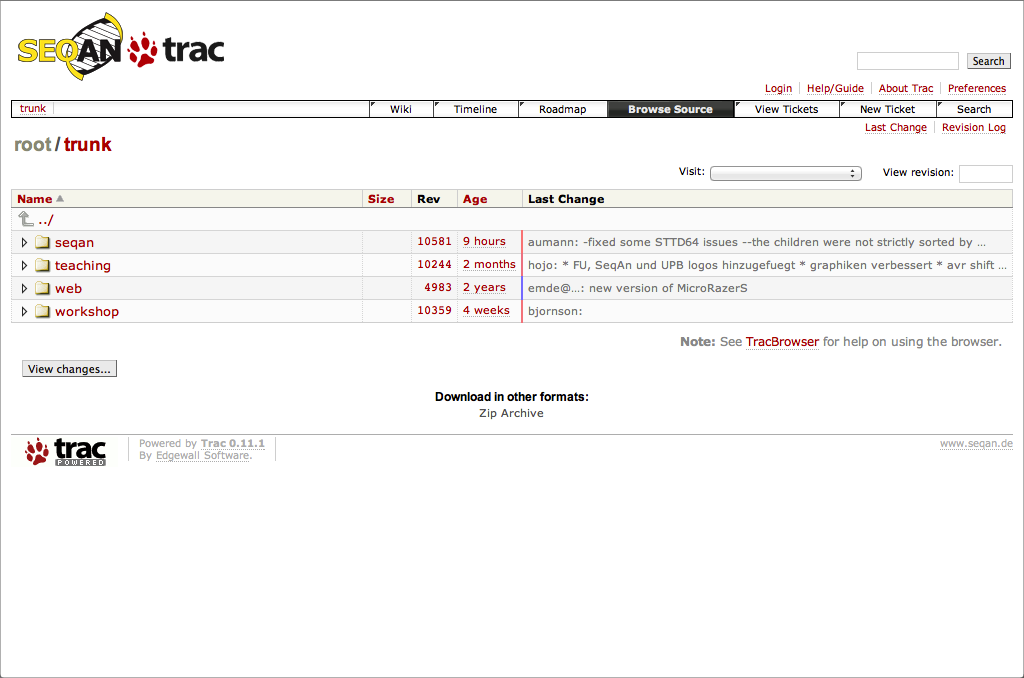 SEQAN trac
Search
Login Help/Guide About Trac Preferences
trunk Wiki Timeline Roadmap Browse Source View Tickets New Ticket Search
Last Change Revision Log
root/trunk
Visit: View revision:
Name Size Rev Age Last Change
../
seqan 10581 9 hours aumann: -fixed some STTD64 issues --the children were not strictly sorted by ...
teaching 10244 2 months hojo: * FU, SeqAn und UPB logos hinzugefuegt * graphiken verbessert * avr shift ...
web 4983 2 years emde@...: new version of MicroRazerS
workshop 10359 4 weeks bjornson:
Note: See TracBrowser for help on using the browser.
View changes...
Download in other formats:
Zip Archive
trac POWERED
Powered by Trac 0.11.1
By Edgewall Software.
www.seqan.de